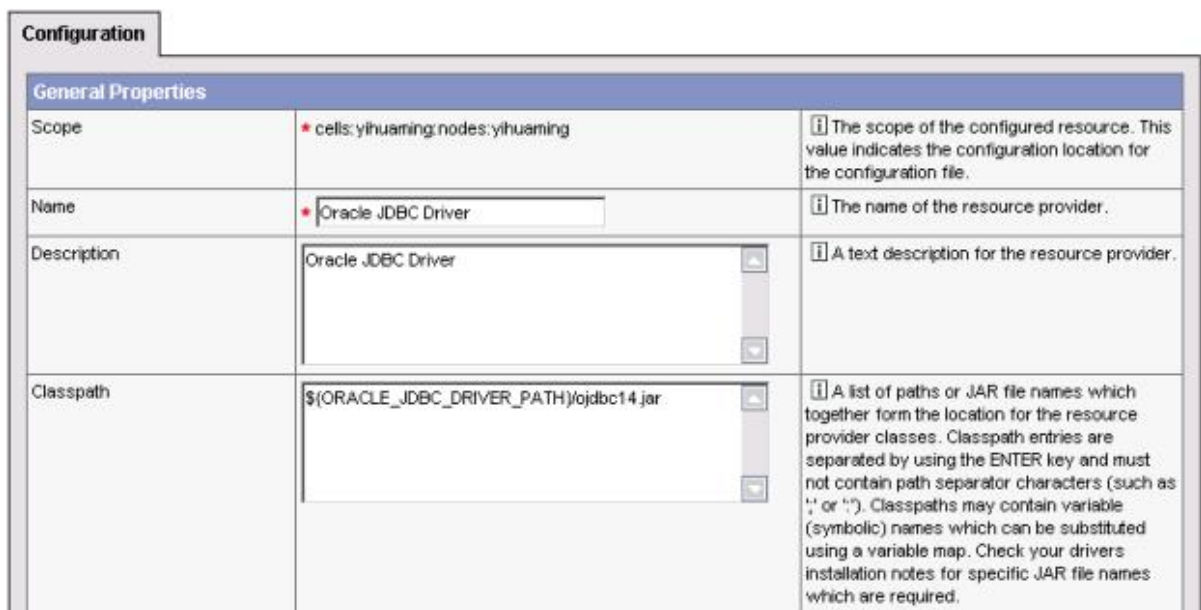 Configuration
General Properties
Scope
* cells:yihuaming:nodes:yihuaming
i The scope of the configured resource. This
value indicates the configuration location for
the configuration file.
Name
* Oracle JDBC Driver
i The name of the resource provider.
Description
Oracle JDBC Driver
i A text description for the resource provider.
Classpath
${ORACLE_JDBC_DRIVER_PATH}/ojdbc14.jar
i A list of paths or JAR file names which
together form the location for the resource
provider classes. Classpath entries are
separated by using the ENTER key and must
not contain path separator characters (such as
';' or ':'). Classpaths may contain variable
(symbolic) names which can be substituted
using a variable map. Check your drivers
installation notes for specific JAR file names
which are required.